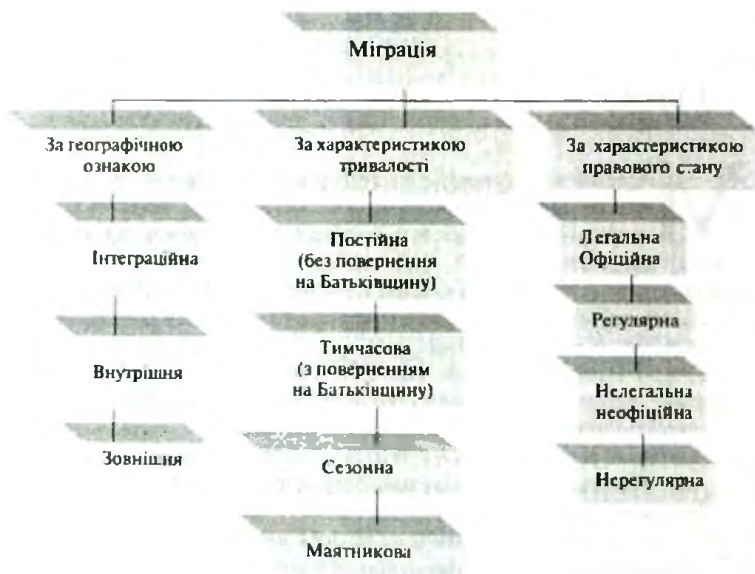 Міграція
За географічною
ознакою
Інтеграційна
Внутрішня
Зовнішня
За характеристикою
тривалості
Постійна
(без повернення
на Батьківщину)
Тимчасова
(з поверненням
на Батьківщину)
Сезонна
Маятникова
За характеристикою
правового стану
Легальна
Офіційна
Регулярна
Нелегальна
неофіційна
Нерегулярна